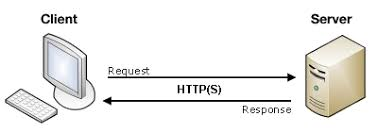 Client
Server
Request
HTTP(S)
Response